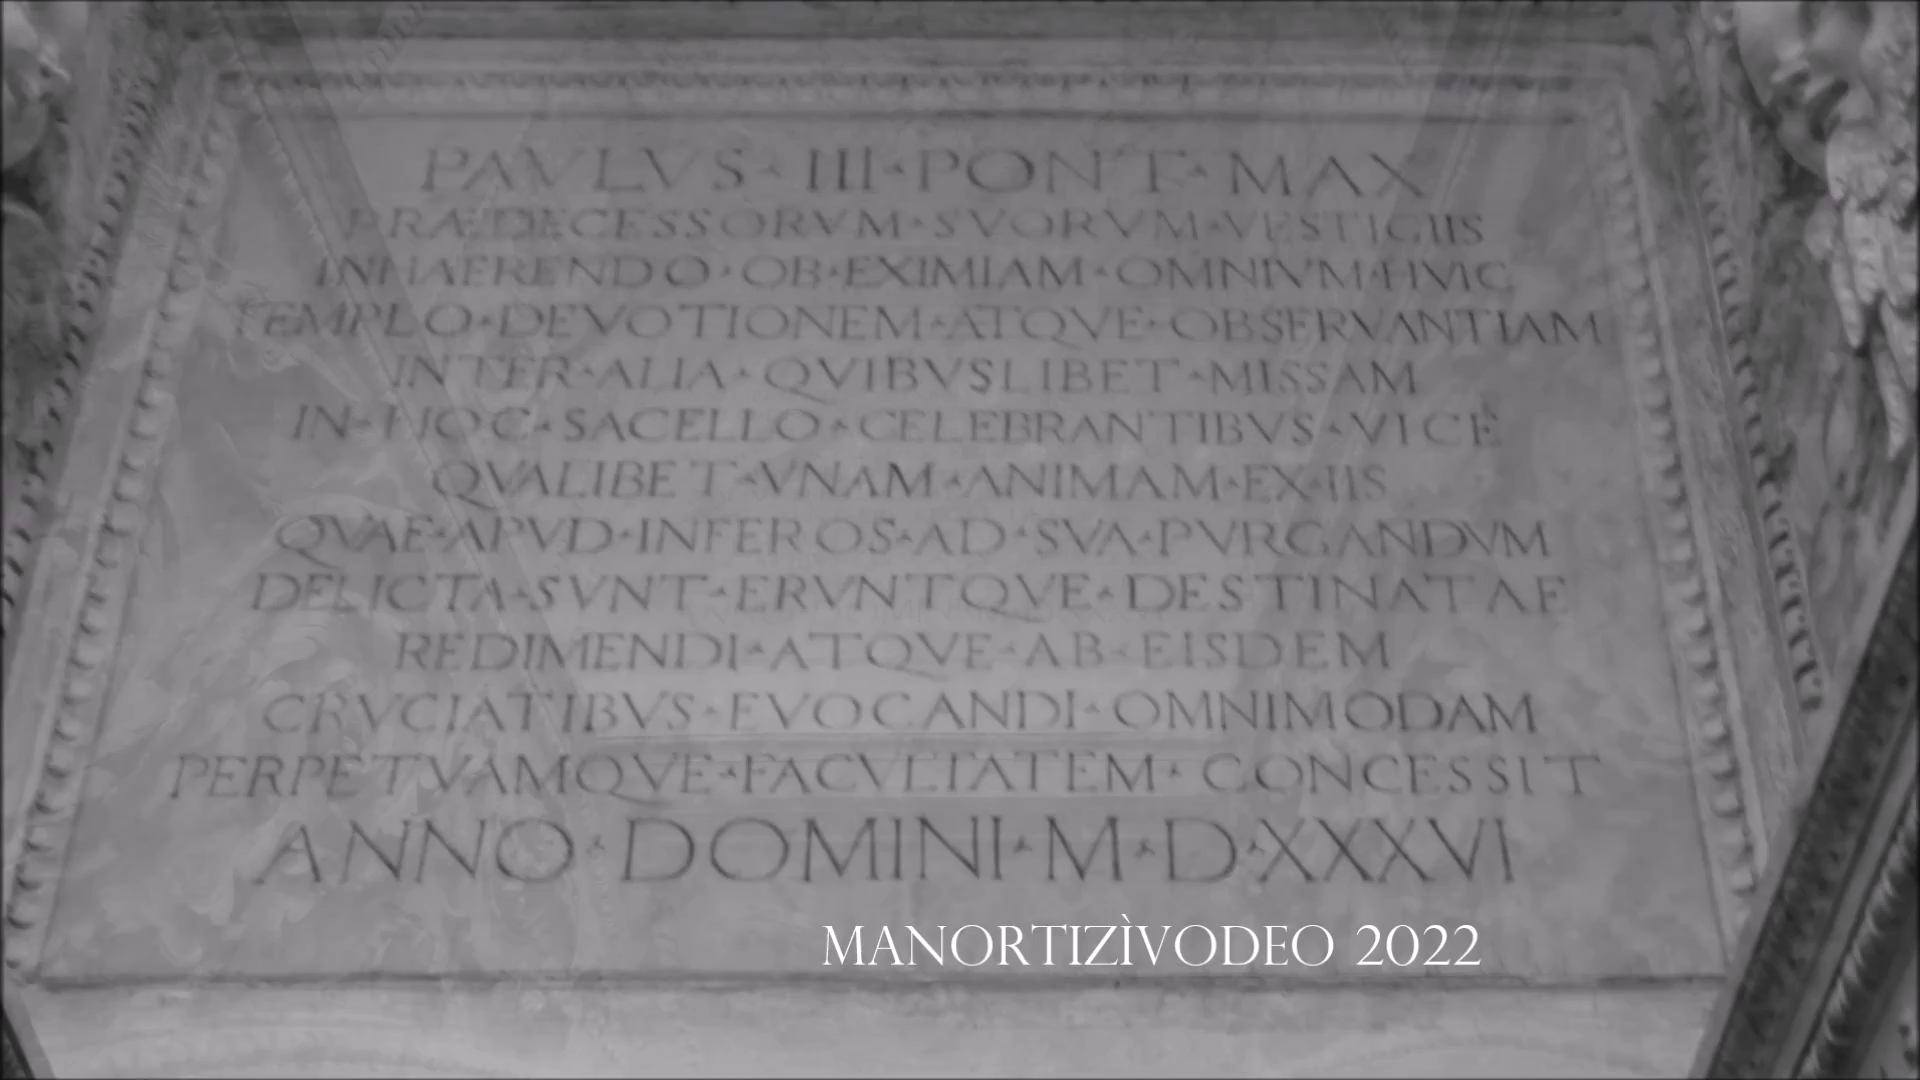 PAVLVS · III · PONT · MAX
PRÆDECESSORVM · SVORVM · VESTIGIIS
INHAERENDO · OB · EXIMIAM · OMNIVM · HVIC
TEMPLO · DEVOTIONEM · ATQVE · OBSERVANTIAM
INTER · ALIA · QVIBVSLIBET · MISSAM
IN · HOC · SACELLO · CELEBRANTIBVS · VICE
QVALIBET · VNAM · ANIMAM · EX · IIS
QVAE · APVD · INFEROS · AD · SVA · PVRGANDVM
DELICTA · SVNT · ERVNTQVE · DESTINATAE
REDIMENDI · ATQVE · AB · EISDEM
CRVCIATIBVS · EVOCANDI · OMNIMODAM
PERPETVAMQVE · FACVLTATEM · CONCESSIT
ANNO · DOMINI · M · D · XXXVI
MANORTIZÌVODEO 2022